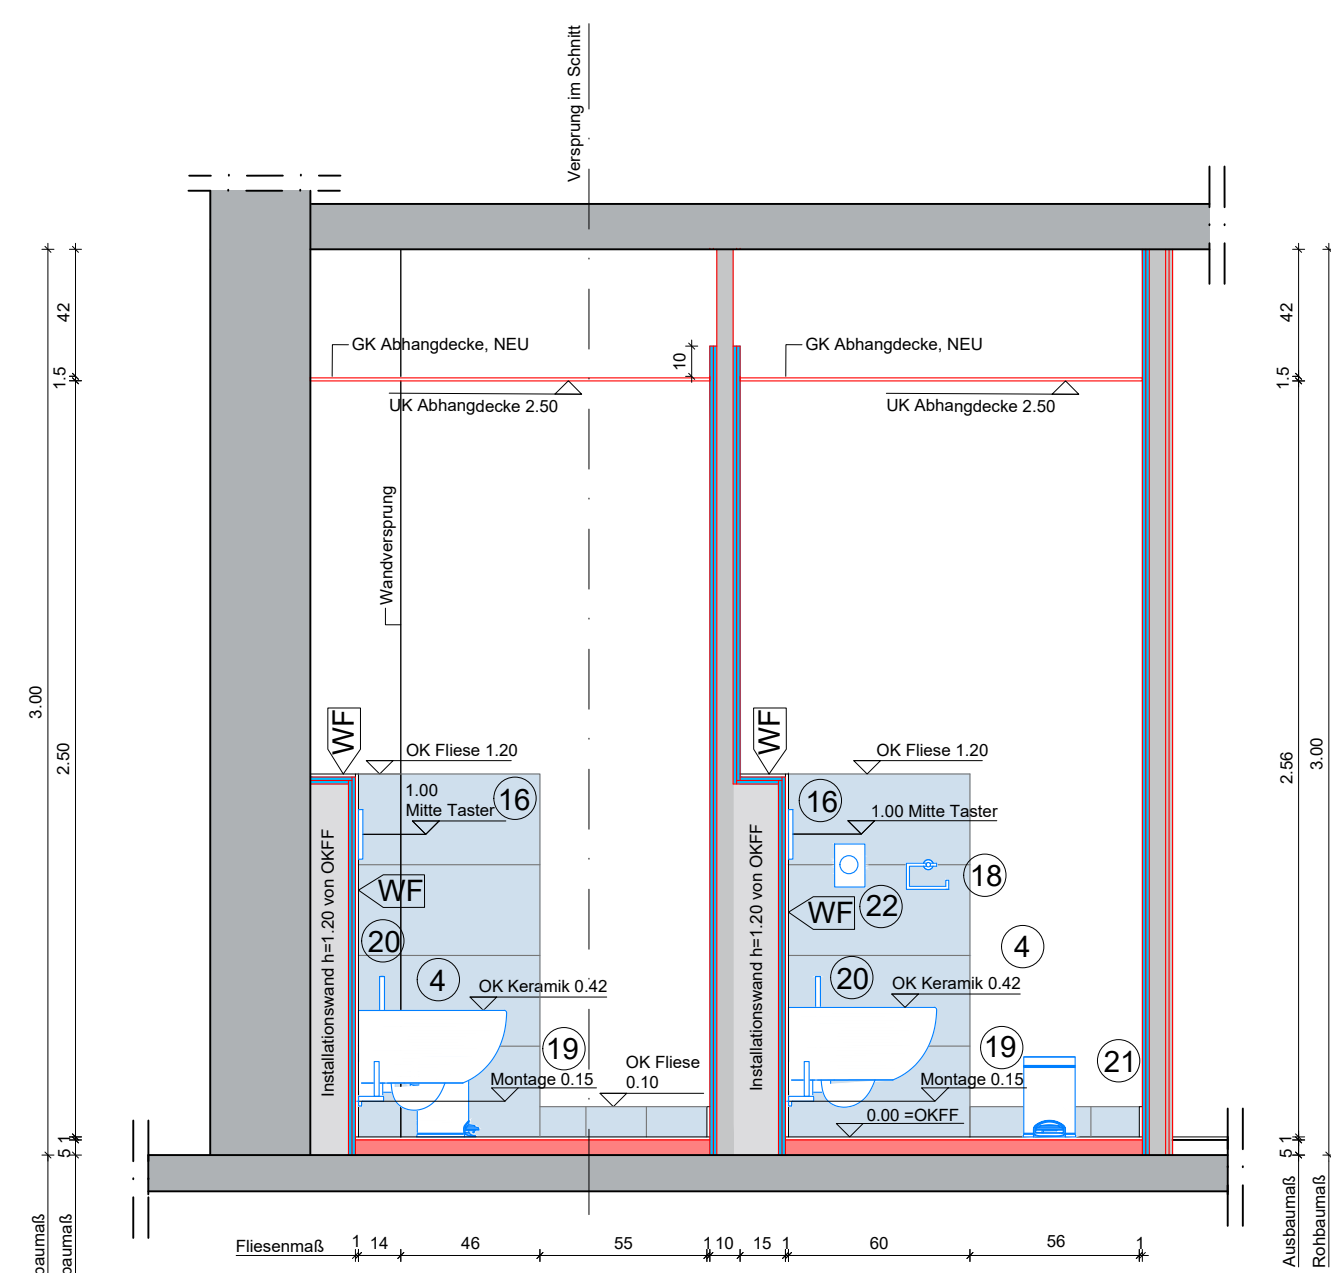 Versprung im Schnitt
42
1.5
3.00
2.50
1
5
GK Abhangdecke, NEU
UK Abhangdecke 2.50
10
GK Abhangdecke, NEU
UK Abhangdecke 2.50
42
1.5
2.56
3.00
1
5
Wandversprung
WF
OK Fliese 1.20
16
1.00
Mitte Taster
Installationswand h=1.20 von OKFF
WF
20
4
OK Keramik 0.42
19
OK Fliese
0.10
Montage 0.15
WF
OK Fliese 1.20
16
1.00 Mitte Taster
18
22
WF
4
Installationswand h=1.20 von OKFF
20
OK Keramik 0.42
19
21
Montage 0.15
0.00 =OKFF
baumaß
baumaß
Fliesenmaß
1 14 46 55 1 10 15 1 60 56 1
Ausbaumaß
Rohbaumaß